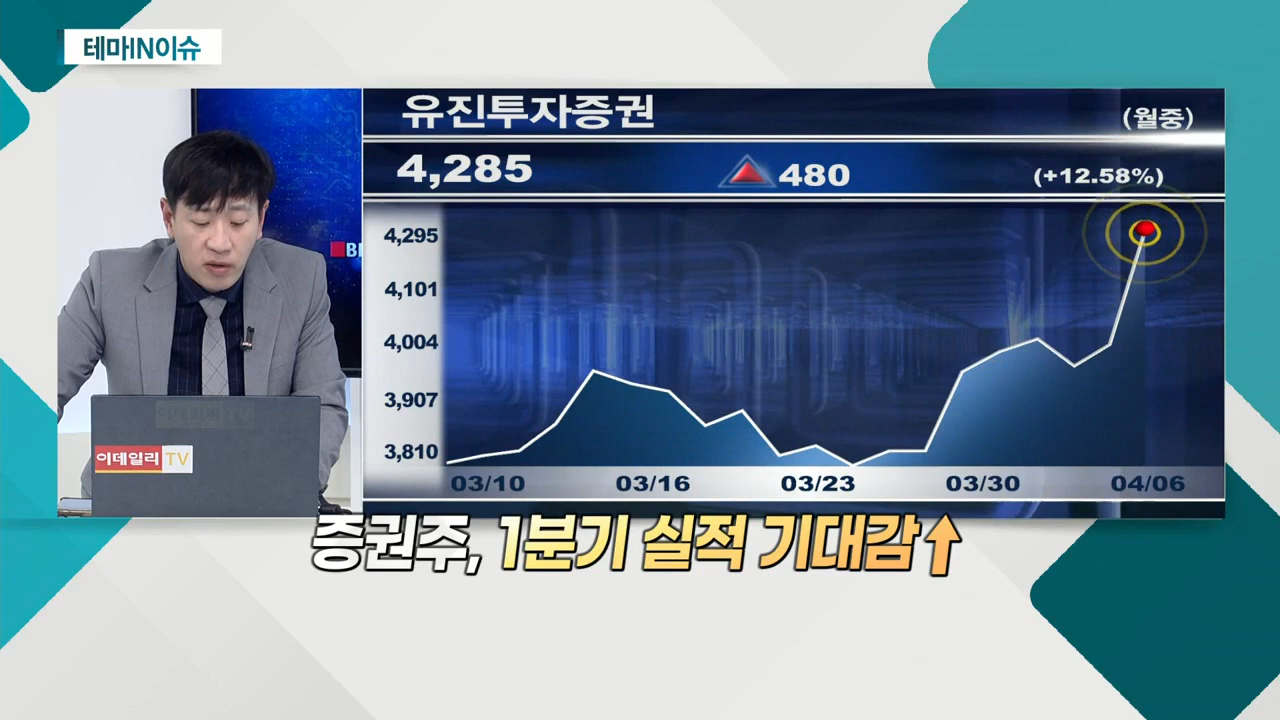 테마IN이슈
유진투자증권
(월중)
4,285
480
(+12.58%)
4,295
4,101
4,004
3,907
3,810
03/10
03/16
03/23
03/30
04/06
이데일리 TV
증권주, 1분기 실적 기대감↑